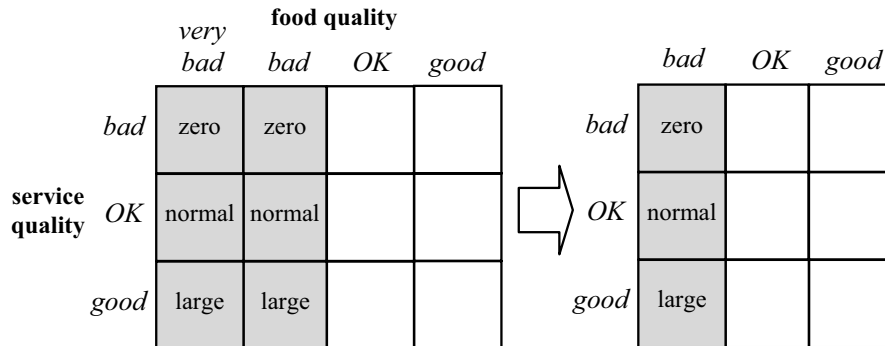 food quality
very
bad bad OK good
bad OK good
bad zero zero
bad zero
service
quality
OK normal normal
OK normal
good large large
good large